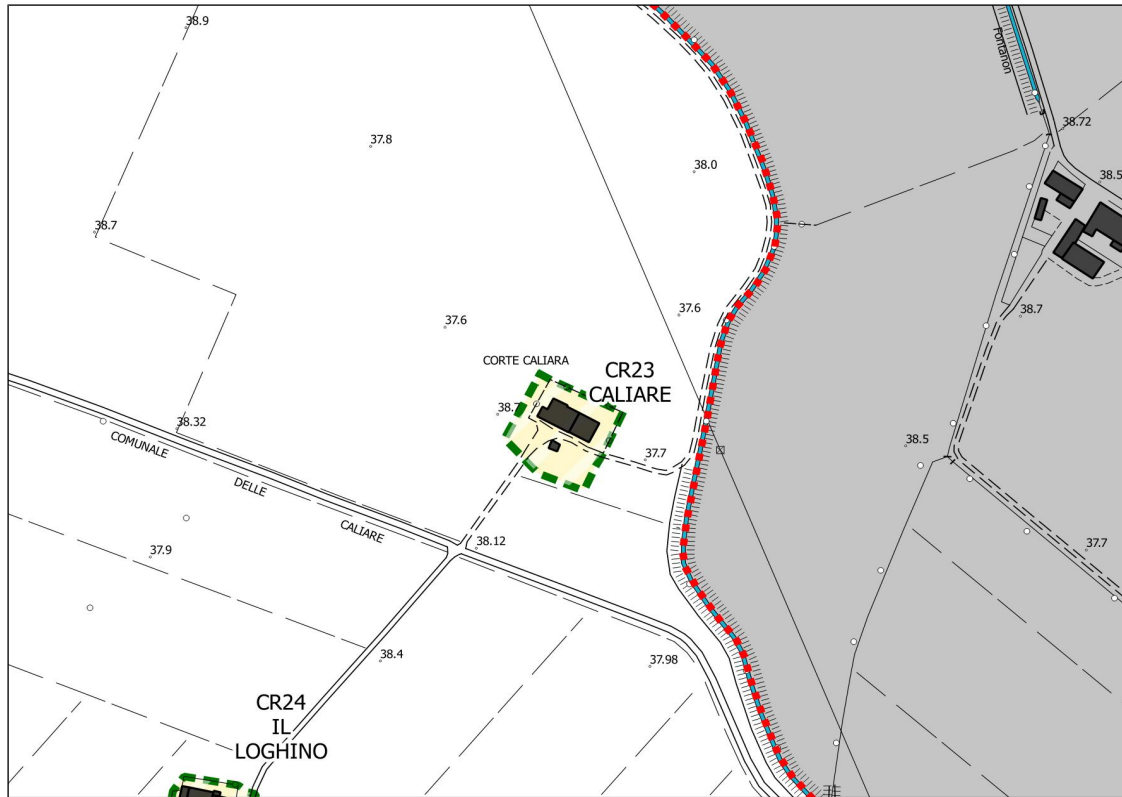 38.9
Fontanon
38.72
37.8
38.0
38.5
38.7
38.7
37.6
37.6
CORTE CALIARA
CR23
CALIARE
38.7
38.32
COMUNALE
DELLE
CALIARE
37.7
38.5
38.12
37.9
37.7
38.4
37.98
CR24
IL
LOGHINO